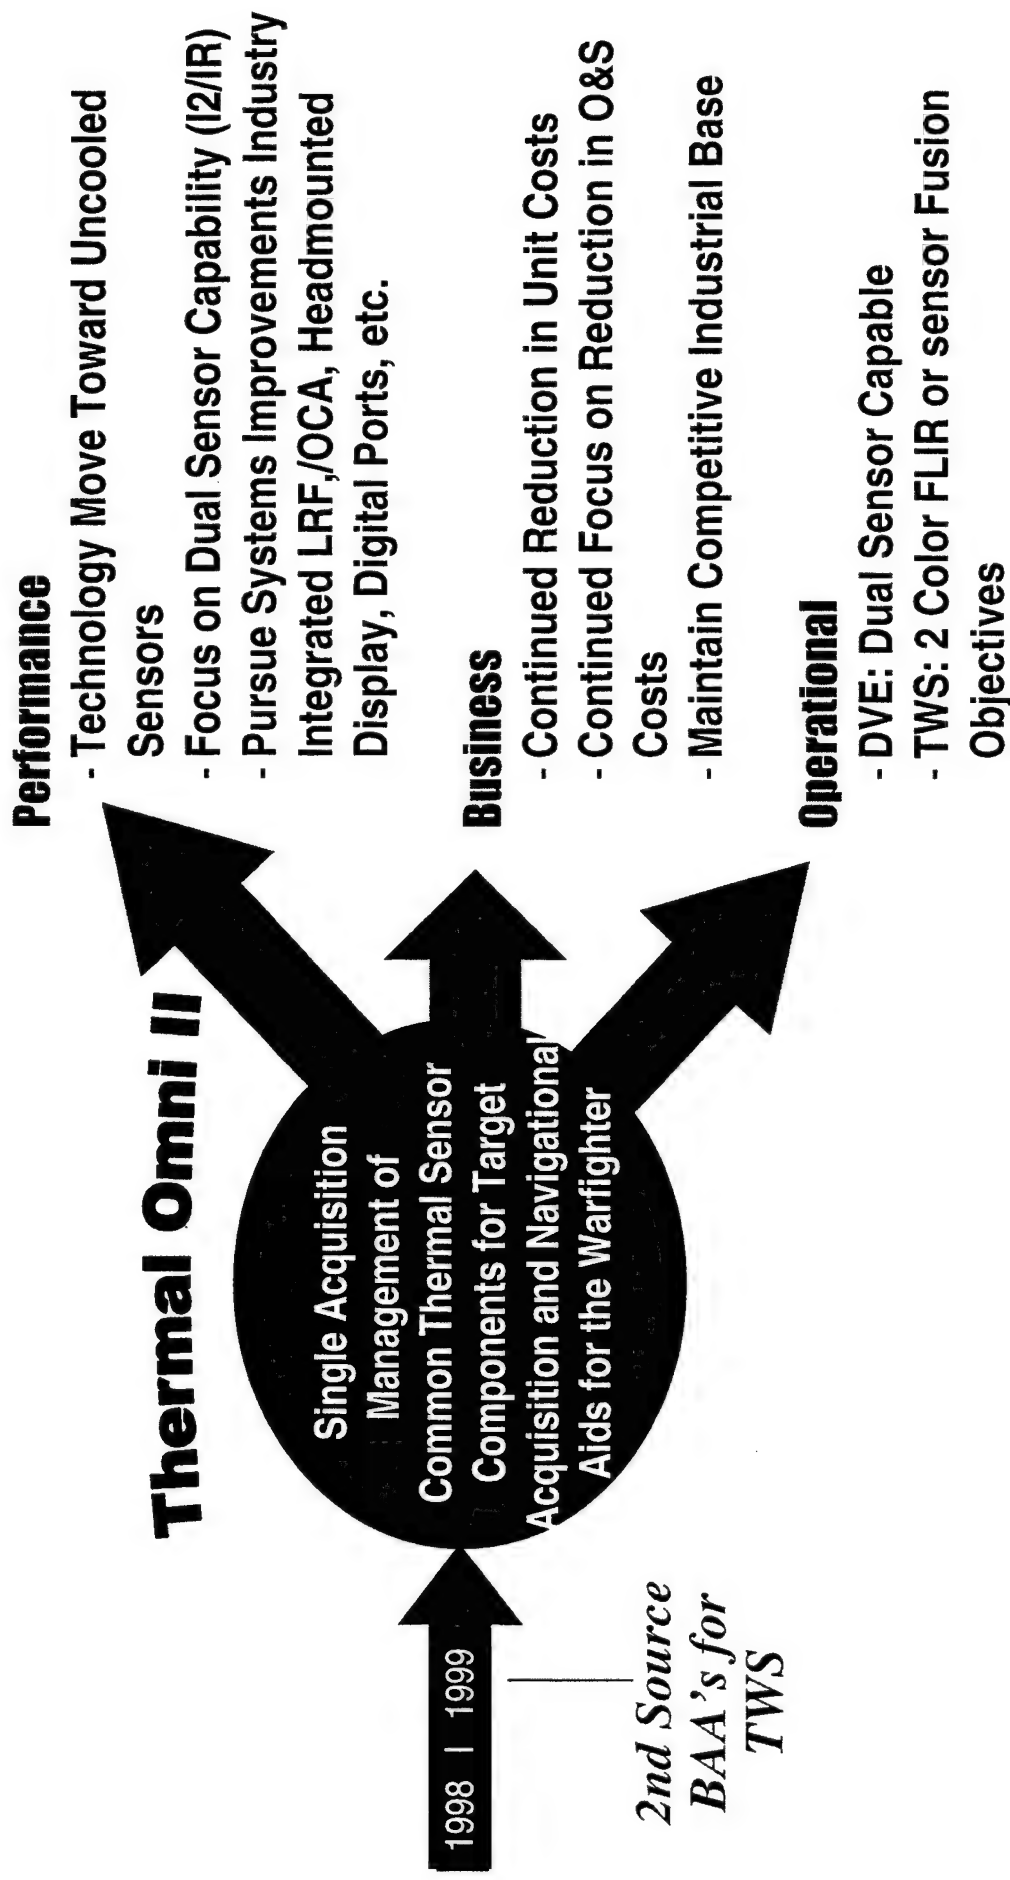 Thermal Omni II
1998 | 1999
2nd Source
BAA's for
TWS
Single Acquisition
Management of
Common Thermal Sensor
Components for Target
Acquisition and Navigational
Aids for the Warfighter
Performance
- Technology Move Toward Uncooled
Sensors
- Focus on Dual Sensor Capability (I2/IR)
- Pursue Systems Improvements Industry
Integrated LRF,/OCA, Headmounted
Display, Digital Ports, etc.
Business
- Continued Reduction in Unit Costs
- Continued Focus on Reduction in O&S
Costs
- Maintain Competitive Industrial Base
Operational
- DVE: Dual Sensor Capable
- TWS: 2 Color FLIR or sensor Fusion
Objectives